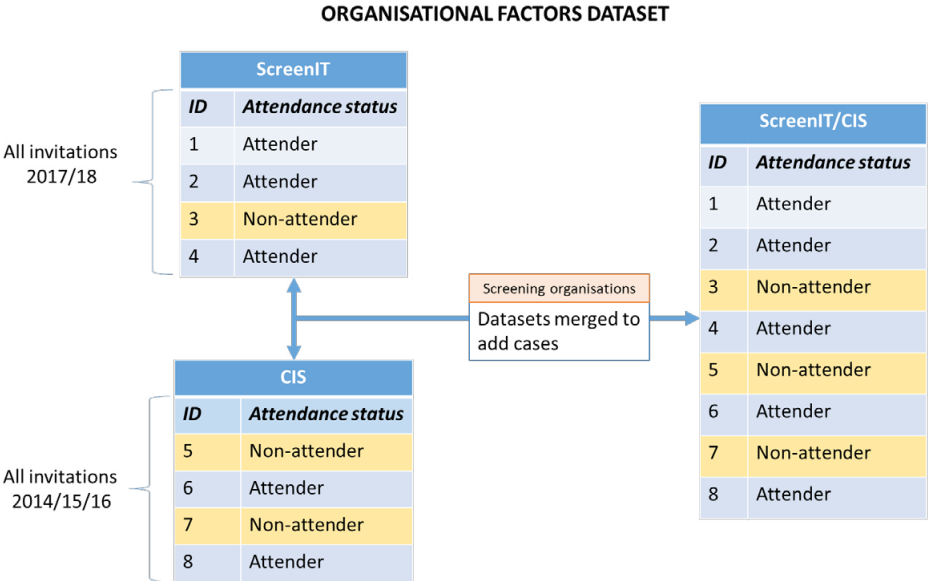 ORGANISATIONAL FACTORS DATASET
ScreenIT
ID Attendance status
1 Attender
2 Attender
3 Non-attender
4 Attender
All invitations
2017/18
Screening organisations
Datasets merged to
add cases
CIS
ID Attendance status
5 Non-attender
6 Attender
7 Non-attender
8 Attender
All invitations
2014/15/16
ScreenIT/CIS
ID Attendance status
1 Attender
2 Attender
3 Non-attender
4 Attender
5 Non-attender
6 Attender
7 Non-attender
8 Attender